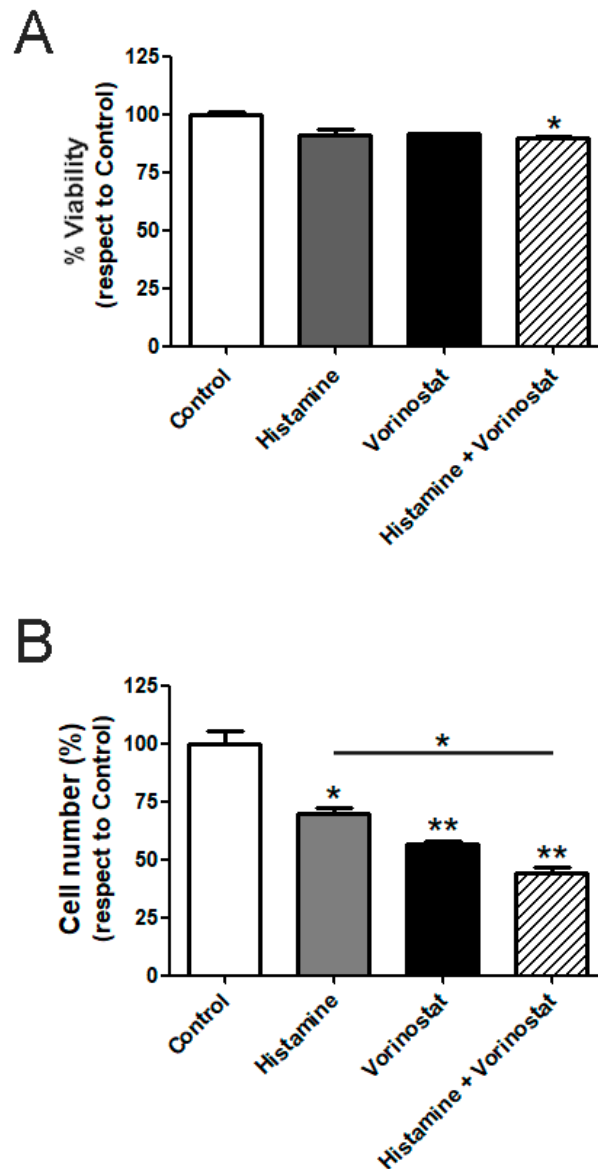 A
125
100
75
50
25
0
% Viability
(respect to Control)
*
Control
Histamine
Vorinostat
Histamine + Vorinostat
B
125
100
75
50
25
0
Cell number (%)
(respect to Control)
*
*
**
**
Control
Histamine
Vorinostat
Histamine + Vorinostat